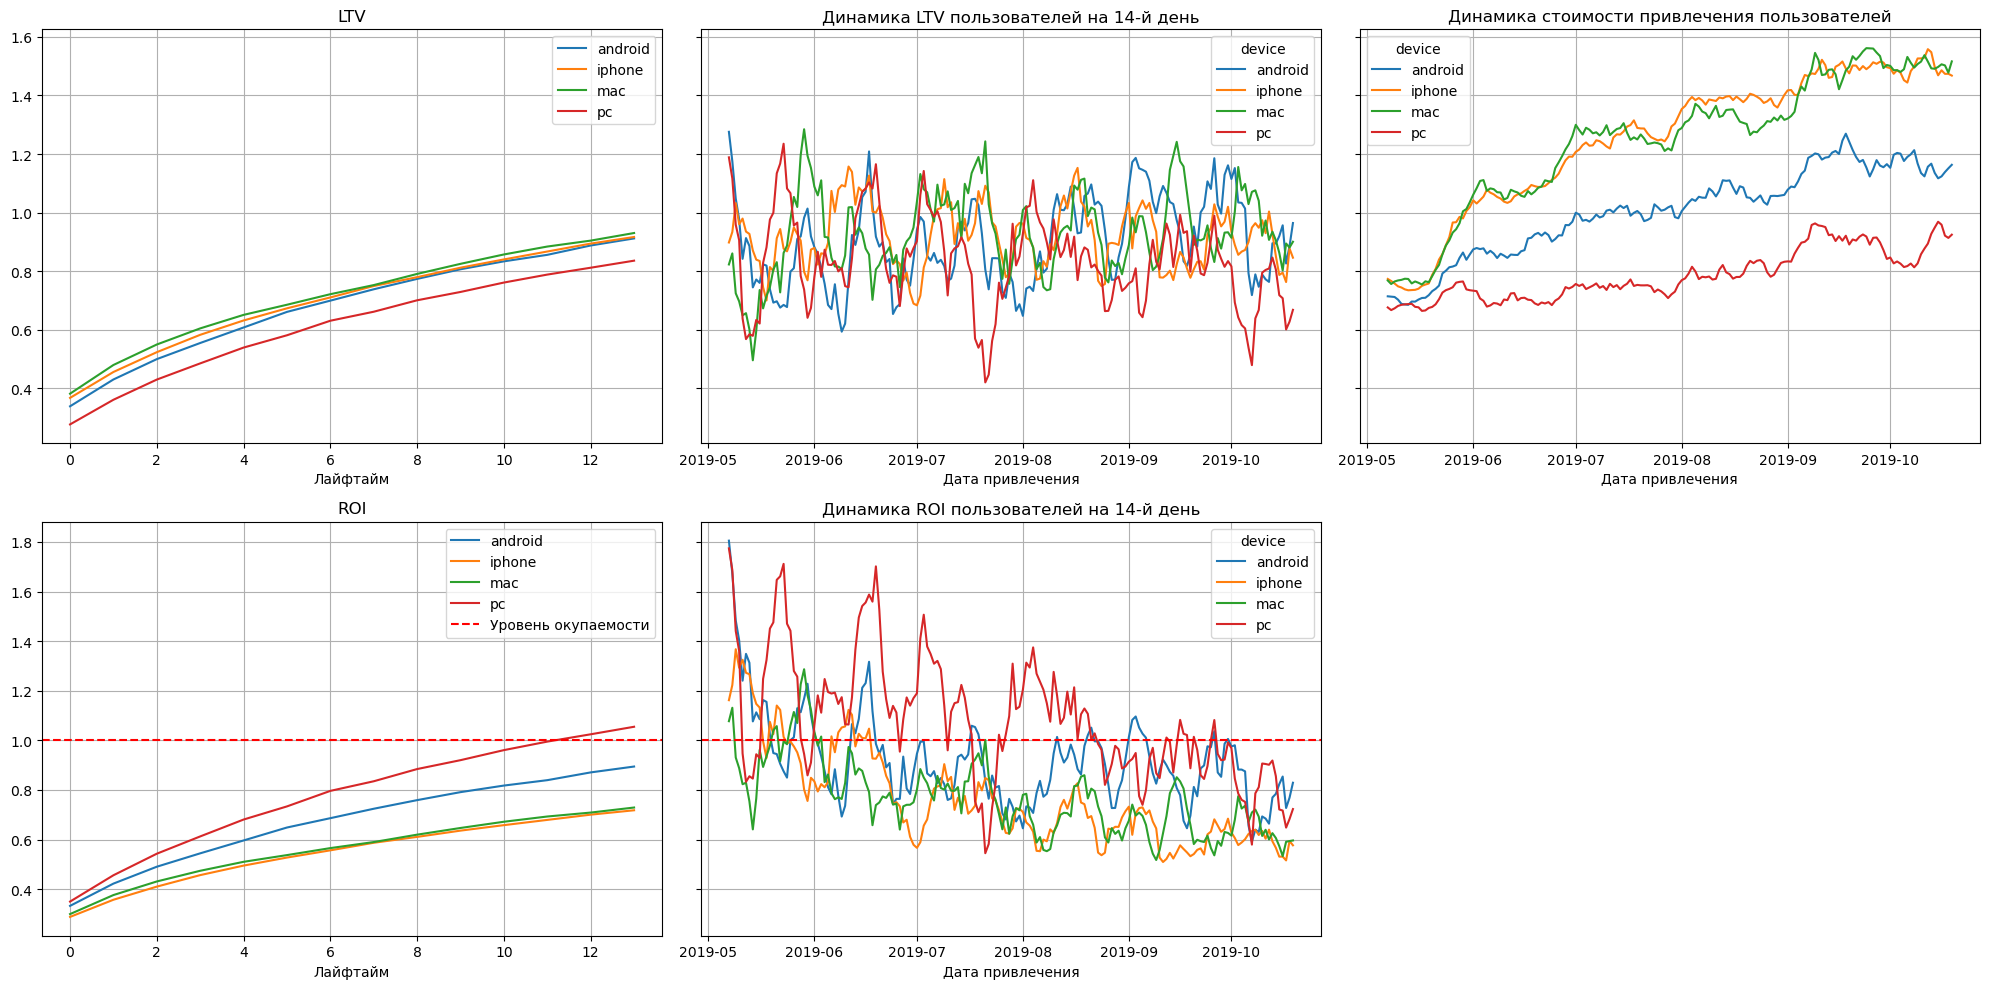 LTV
1.6
1.4
1.2
1.0
0.8
0.6
0.4
android
iphone
mac
pc
0 2 4 6 8 10 12
Лайфтайм
Динамика LTV пользователей на 14-й день
device
android
iphone
mac
pc
2019-05 2019-06 2019-07 2019-08 2019-09 2019-10
Дата привлечения
Динамика стоимости привлечения пользователей
device
android
iphone
mac
pc
2019-05 2019-06 2019-07 2019-08 2019-09 2019-10
Дата привлечения
ROI
1.8
1.6
1.4
1.2
1.0
0.8
0.6
0.4
android
iphone
mac
pc
Уровень окупаемости
0 2 4 6 8 10 12
Лайфтайм
Динамика ROI пользователей на 14-й день
device
android
iphone
mac
pc
2019-05 2019-06 2019-07 2019-08 2019-09 2019-10
Дата привлечения